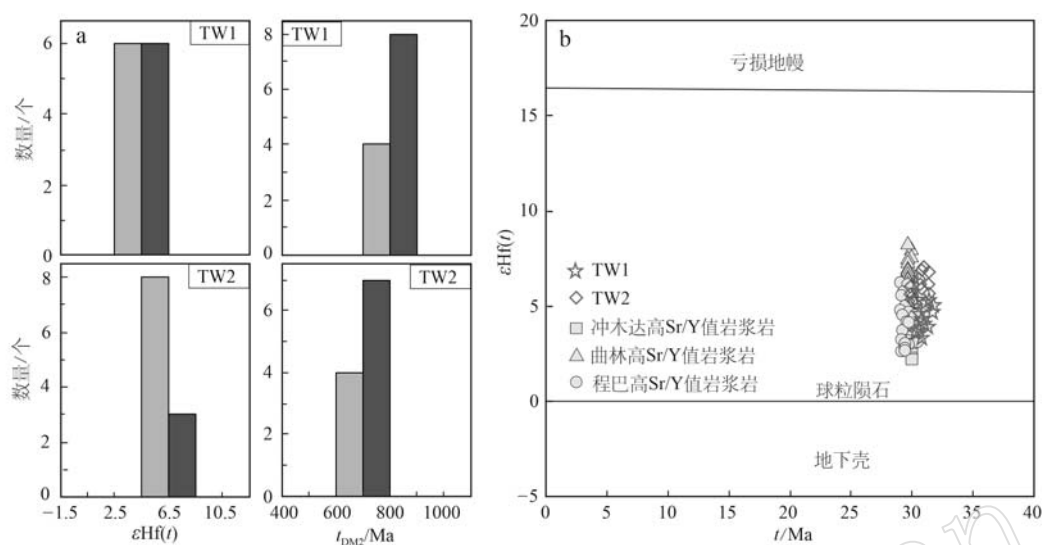 a
TW1
数量/个
6
4
2
0
TW1
8
6
4
2
0
TW2
数量/个
8
6
4
2
0
−1.5
2.5
6.5
10.5
εHf(t)
TW2
8
6
4
2
0
400
600
800
1000
t_DM2/Ma
b
20
15
10
5
0
−5
εHf(t)
亏损地幔
TW1
TW2
冲木达高Sr/Y值岩浆岩
曲林高Sr/Y值岩浆岩
程巴高Sr/Y值岩浆岩
球粒陨石
地下壳
0
5
10
15
20
25
30
35
40
t/Ma